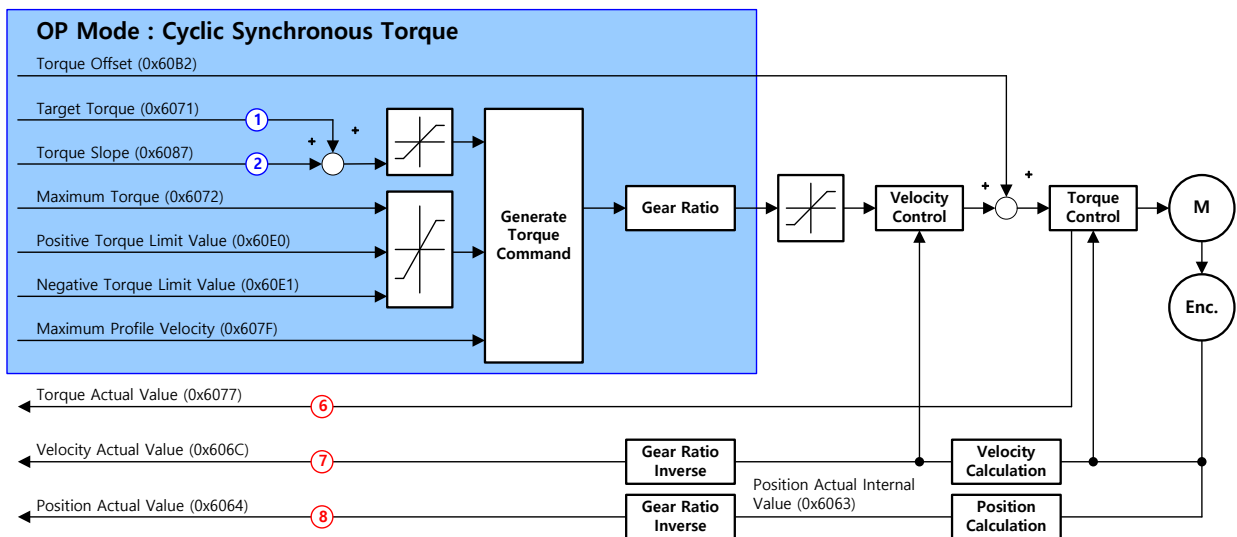 OP Mode : Cyclic Synchronous Torque
Torque Offset (0x60B2)
Target Torque (0x6071)
1
+
+
Torque Slope (0x6087)
2
Maximum Torque (0x6072)
Positive Torque Limit Value (0x60E0)
Negative Torque Limit Value (0x60E1)
Maximum Profile Velocity (0x607F)
Generate
Torque
Command
Gear Ratio
Velocity
Control
+
+
Torque
Control
M
Enc.
Torque Actual Value (0x6077)
6
Velocity Actual Value (0x606C)
7
Gear Ratio
Inverse
Velocity
Calculation
Position Actual Value (0x6064)
8
Gear Ratio
Inverse
Position Actual Internal
Value (0x6063)
Position
Calculation